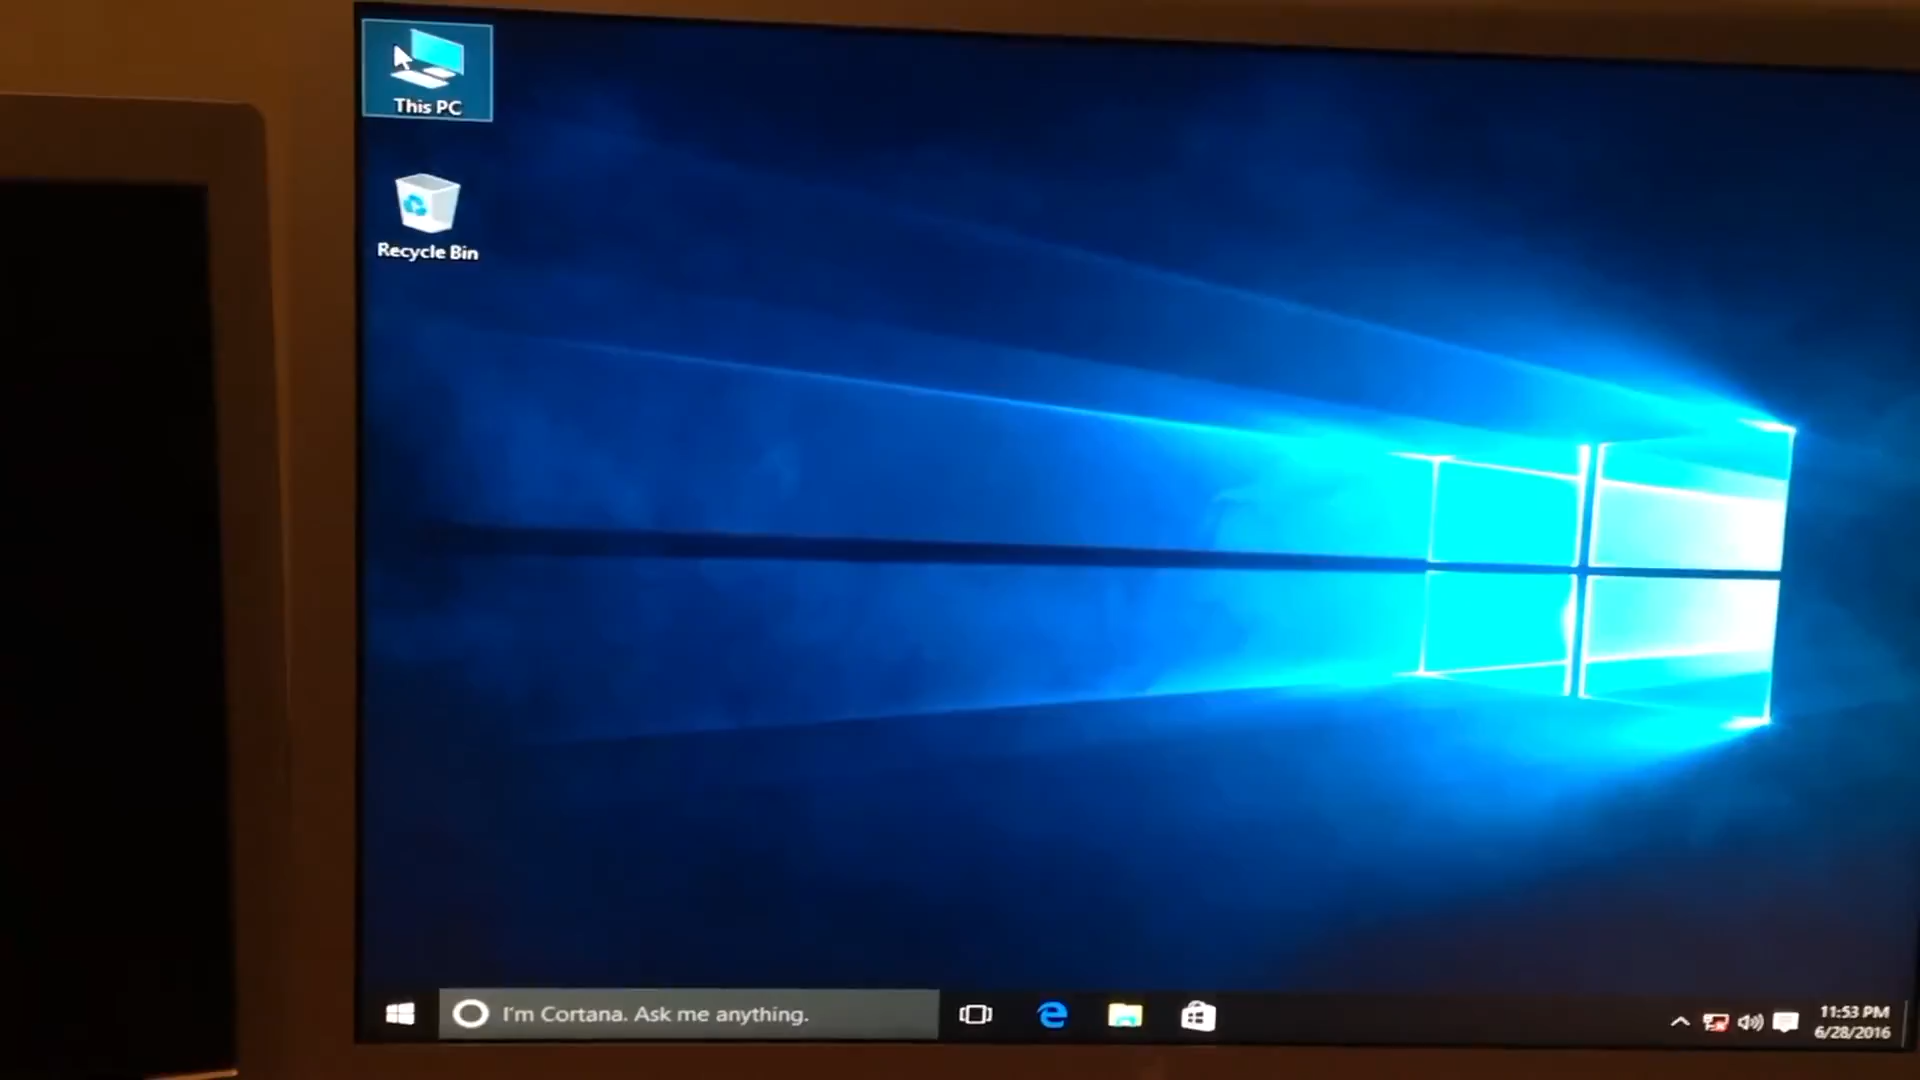 This PC
Recycle Bin
I'm Cortana. Ask me anything.
11:53 PM
6/28/2016